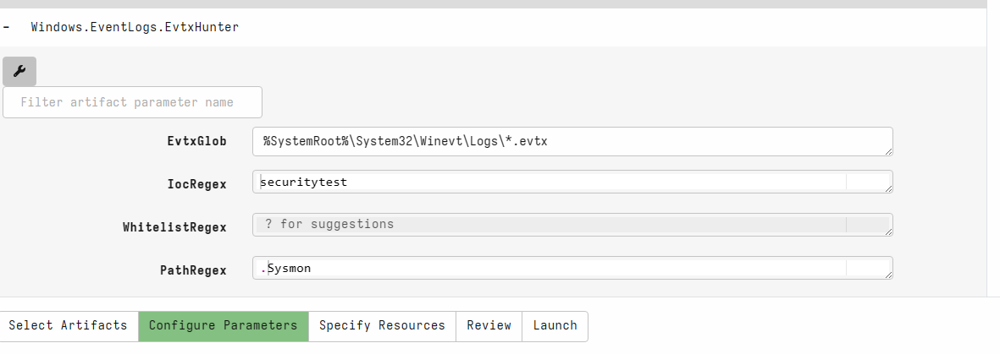 - Windows.EventLogs.EvtxHunter
Filter artifact parameter name
EvtxGlob %SystemRoot%\System32\Winevt\Logs\*.evtx
IocRegex securitytest
WhitelistRegex ? for suggestions
PathRegex .Sysmon
Select Artifacts Configure Parameters Specify Resources Review Launch